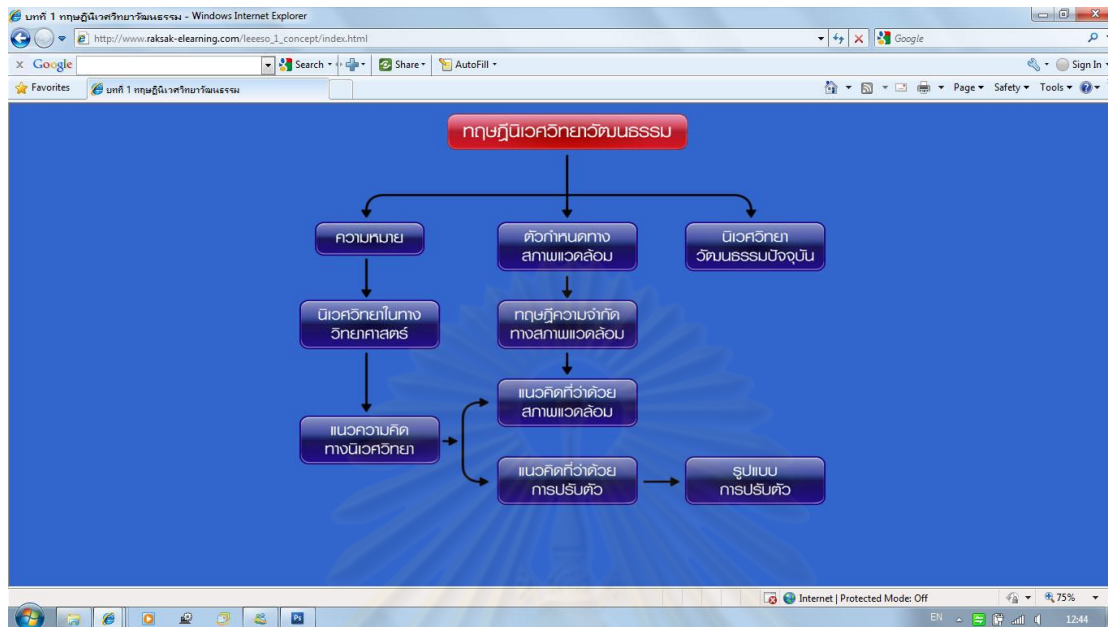 บทที่ 1 ทฤษฎีนิเวศวิทยาวัฒนธรรม - Windows Internet Explorer
http://www.raksak-elearning.com/leeeso_1_concept/index.html
Google
x Google
Search
Share
AutoFill
Sign In
Favorites
บทที่ 1 ทฤษฎีนิเวศวิทยาวัฒนธรรม
Page
Safety
Tools
ทฤษฎีนิเวศวิทยาวัฒนธรรม
ความหมาย
ตัวกำหนดทาง
สภาพแวดล้อม
นิเวศวิทยา
วัฒนธรรมปัจจุบัน
นิเวศวิทยาในทาง
วิทยาศาสตร์
ทฤษฎีความจำกัด
ทางสภาพแวดล้อม
แนวคิดที่ว่าด้วย
สภาพแวดล้อม
แนวความคิด
ทางนิเวศวิทยา
แนวคิดที่ว่าด้วย
การปรับตัว
รูปแบบ
การปรับตัว
Internet | Protected Mode: Off
75%
Ps
EN
12:44